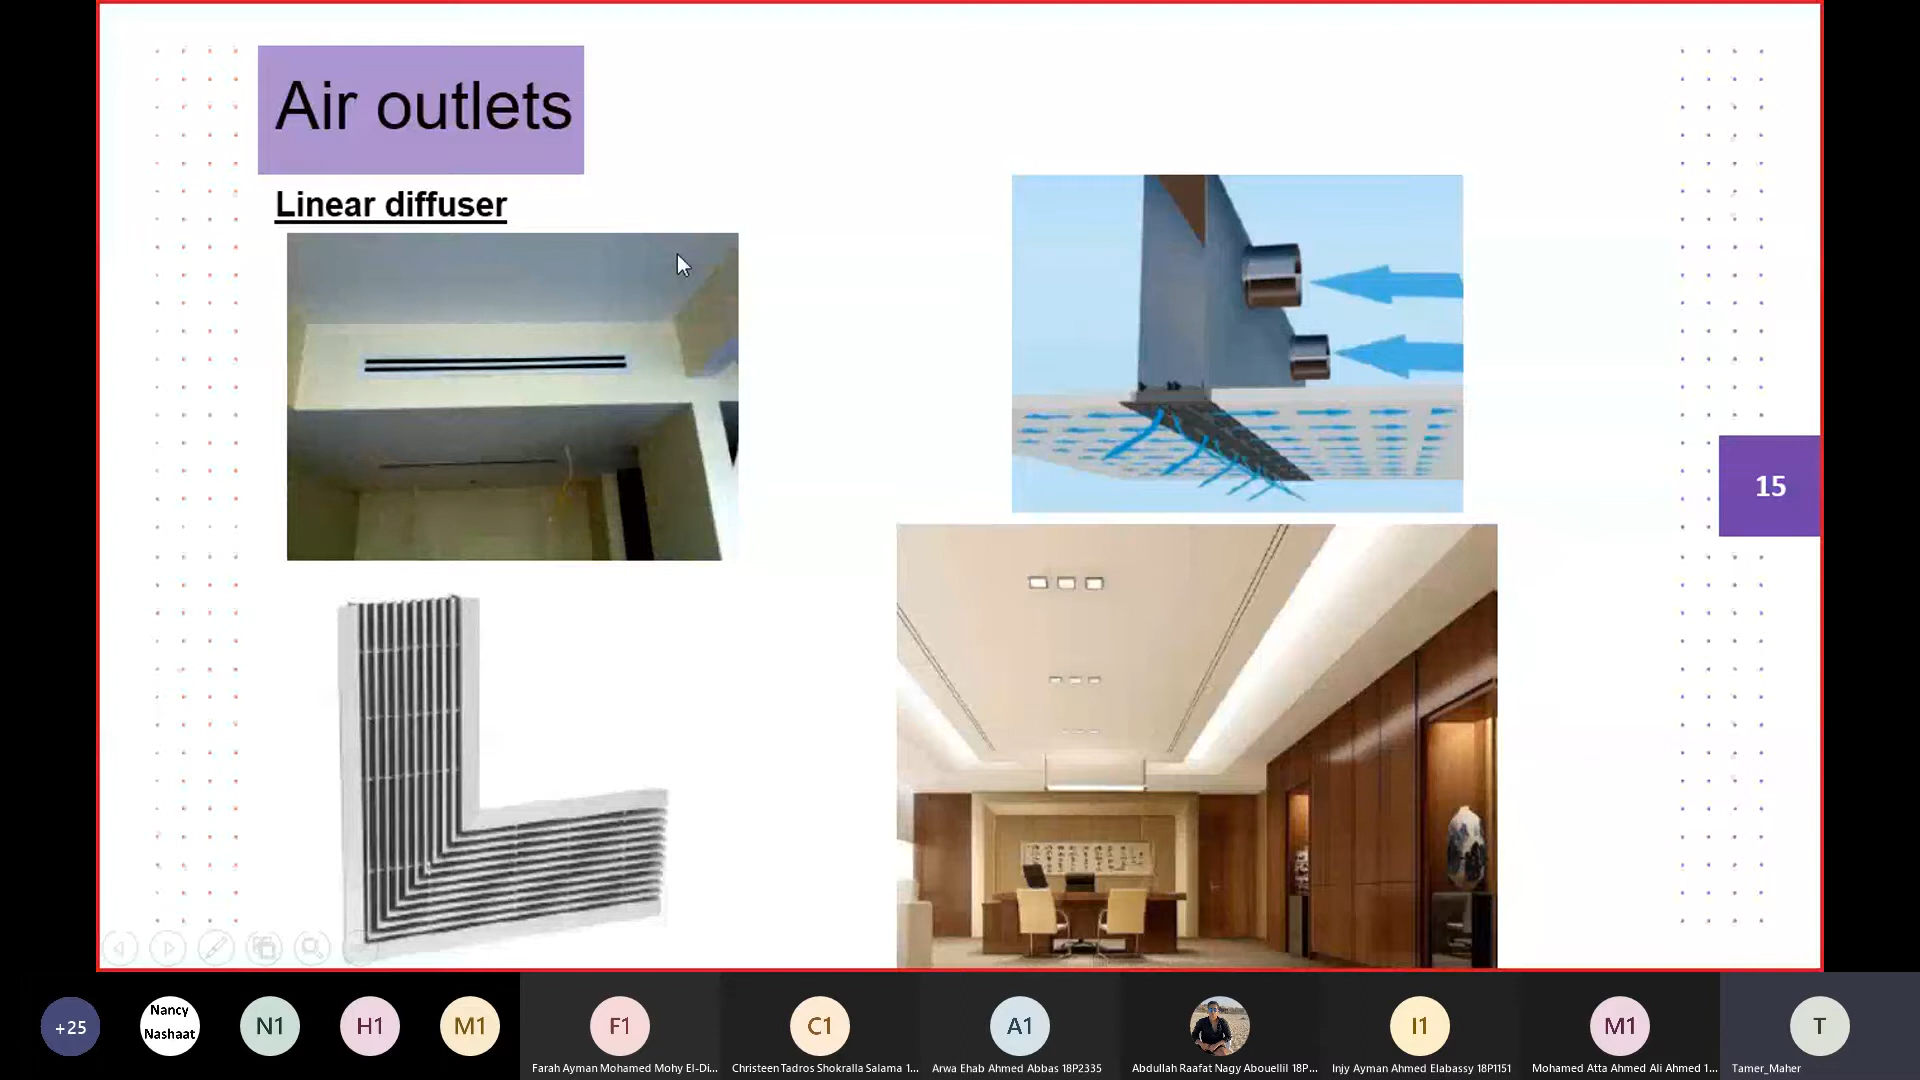 Air outlets
Linear diffuser
15
+25
Nancy
Nashaat
N1
H1
M1
F1
C1
A1
I1
M1
T
Farah Ayman Mohamed Mohy El-Di...
Christeen Tadros Shokralla Salama 1...
Arwa Ehab Ahmed Abbas 18P2335
Abdullah Raafat Nagy Abouellil 18P...
Injy Ayman Ahmed Elabassy 18P1151
Mohamed Atta Ahmed Ali Ahmed 1...
Tamer_Maher